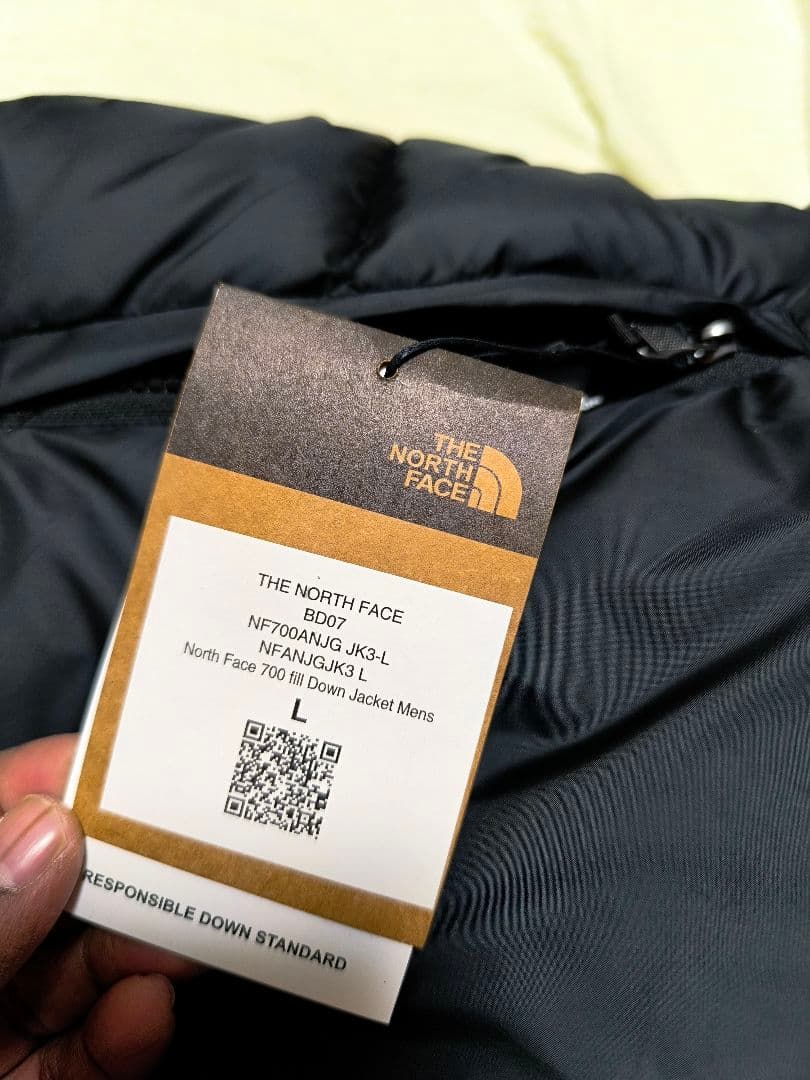 THE
NORTH
FACE
THE NORTH FACE
BD07
NF700ANJG JK3-L
NFANJGJK3 L
North Face 700 fill Down Jacket Mens
L
RESPONSIBLE DOWN STANDARD